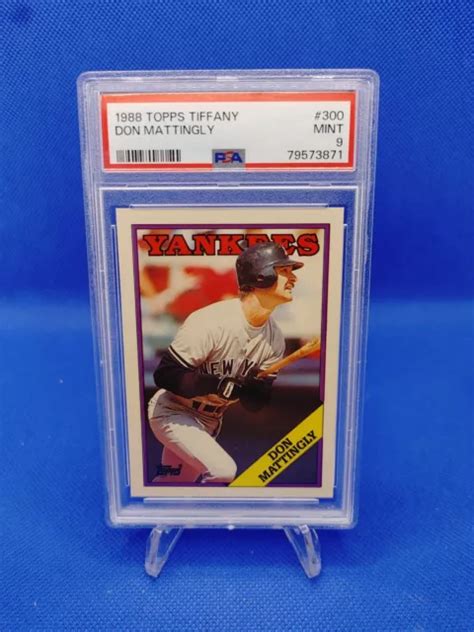 1988 TOPPS TIFFANY #300
DON MATTINGLY MINT
9
PSA 79573871
YANKEES
NEW YORK
DON
MATTINGLY
Topps